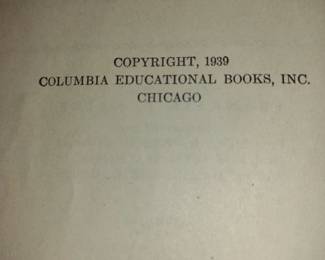 COPYRIGHT, 1939
COLUMBIA EDUCATIONAL BOOKS, INC.
CHICAGO